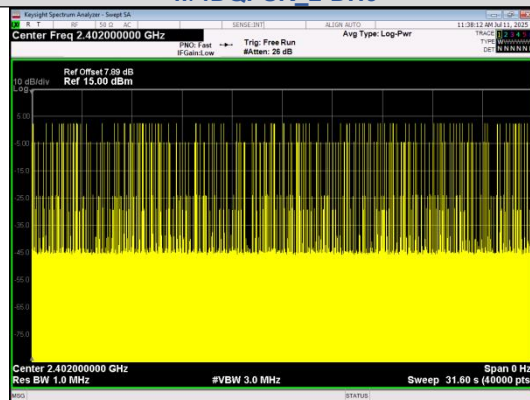 Keysight Spectrum Analyzer - Swept SA
R T RF 50 Ω AC SENSE:INT ALIGN AUTO 11:38:12 AM Jul 11, 2025
Center Freq 2.402000000 GHz
PNO: Fast
IFGain:Low
Trig: Free Run
#Atten: 26 dB
Avg Type: Log-Pwr
TRACE 1 2 3 4 5
TYPE W
DET N N N N N
Ref Offset 7.89 dB
10 dB/div Ref 15.00 dBm
Log
5.00
-5.00
-15.0
-25.0
-35.0
-45.0
-55.0
-65.0
-75.0
Center 2.402000000 GHz Span 0 Hz
Res BW 1.0 MHz #VBW 3.0 MHz Sweep 31.60 s (40000 pts
MSG STATUS